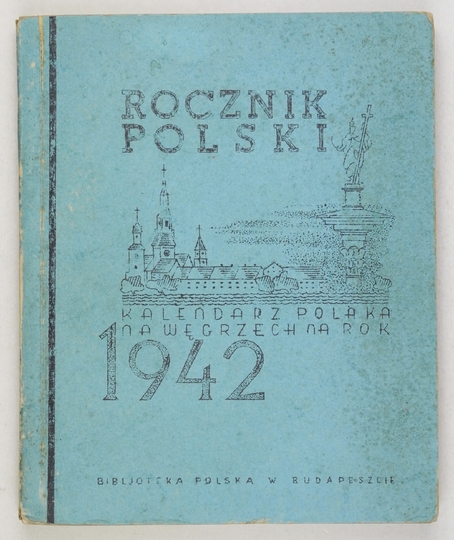 ROCZNIK
POLSKI
KALENDARZ POLAKA
NA WĘGRZECH NA ROK
1942
BIBLJOTEKA POLSKA W BUDAPESZCIE